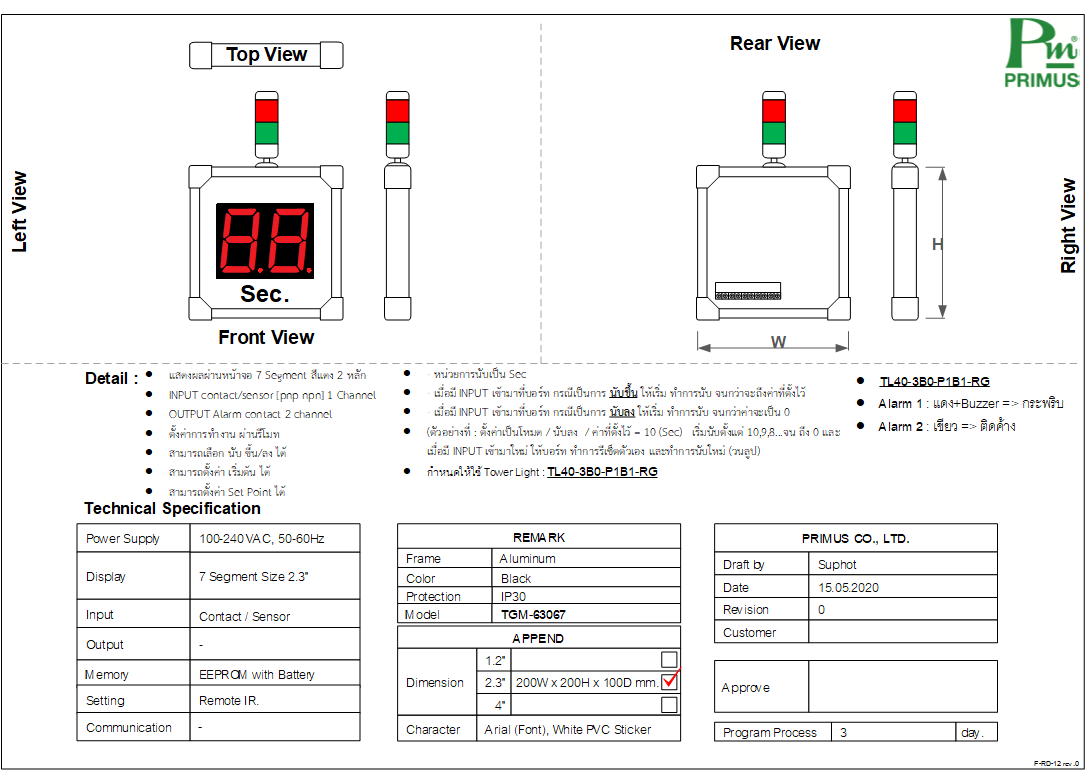 Top View
Rear View
Pm®
PRIMUS
Left View
Right View
H
8.8.
Sec.
Front View
W
Detail :
แสดงผลผ่านหน้าจอ 7 Segment สีแดง 2 หลัก
INPUT contact/sensor [pnp npn] 1 Channel
OUTPUT Alarm contact 2 channel
ตั้งค่าการทำงาน ผ่านรีโมท
สามารถเลือก นับ ขึ้น/ลง ได้
สามารถตั้งค่า เริ่มต้น ได้
สามารถตั้งค่า Set Point ได้
หน่วยการนับเป็น Sec
เมื่อมี INPUT เข้ามาที่บอร์ท กรณีเป็นการ นับขึ้น ให้เริ่ม ทำการนับ จนกว่าจะถึงค่าที่ตั้งไว้
เมื่อมี INPUT เข้ามาที่บอร์ท กรณีเป็นการ นับลง ให้เริ่ม ทำการนับ จนกว่าค่าจะเป็น 0
(ตัวอย่างที่ : ตั้งค่าเป็นโหมด / นับลง / ค่าที่ตั้งไว้ = 10 (Sec) เริ่มนับตั้งแต่ 10,9,8...จน ถึง 0 และ
เมื่อมี INPUT เข้ามาใหม่ ให้บอร์ท ทำการรีเซ็ตตัวเอง และทำการนับใหม่ (วนลูป)
กำหนดให้ใช้ Tower Light : TL40-3B0-P1B1-RG
TL40-3B0-P1B1-RG
Alarm 1 : แดง+Buzzer => กระพริบ
Alarm 2 : เขียว => ติดค้าง
Technical Specification
Power Supply 100-240 VAC, 50-60Hz
Display 7 Segment Size 2.3"
Input Contact / Sensor
Output -
Memory EEPROM with Battery
Setting Remote IR.
Communication -
REMARK
Frame Aluminum
Color Black
Protection IP30
Model TGM-63067
APPEND
Dimension
1.2"
2.3" 200W x 200H x 100D mm.
4"
Character Arial (Font), White PVC Sticker
PRIMUS CO., LTD.
Draft by Suphot
Date 15.05.2020
Revision 0
Customer
Approve
Program Process 3 day.
F-RD-12 rev.0